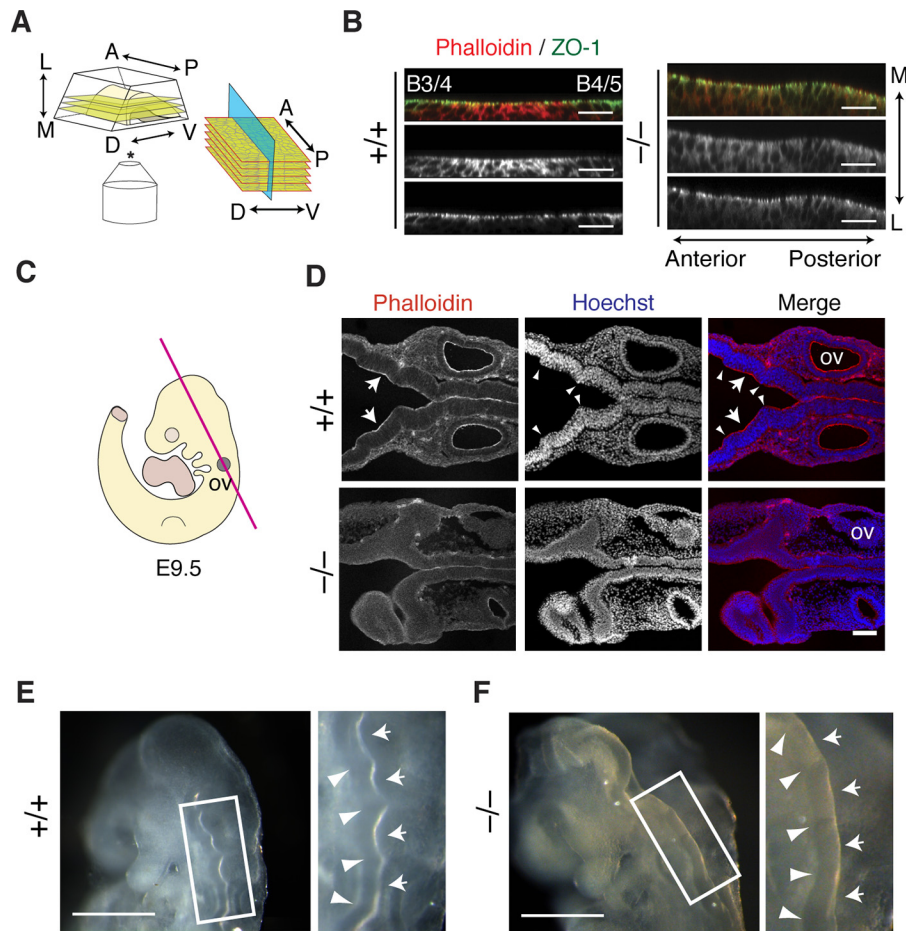 A
A
L
P
M
V
D
*
A
P
D
V
B
Phalloidin / ZO-1
B3/4
B4/5
+/+
−/−
M
L
Anterior
Posterior
C
ov
E9.5
D
Phalloidin
Hoechst
Merge
+/+
ov
−/−
ov
E
+/+
F
−/−